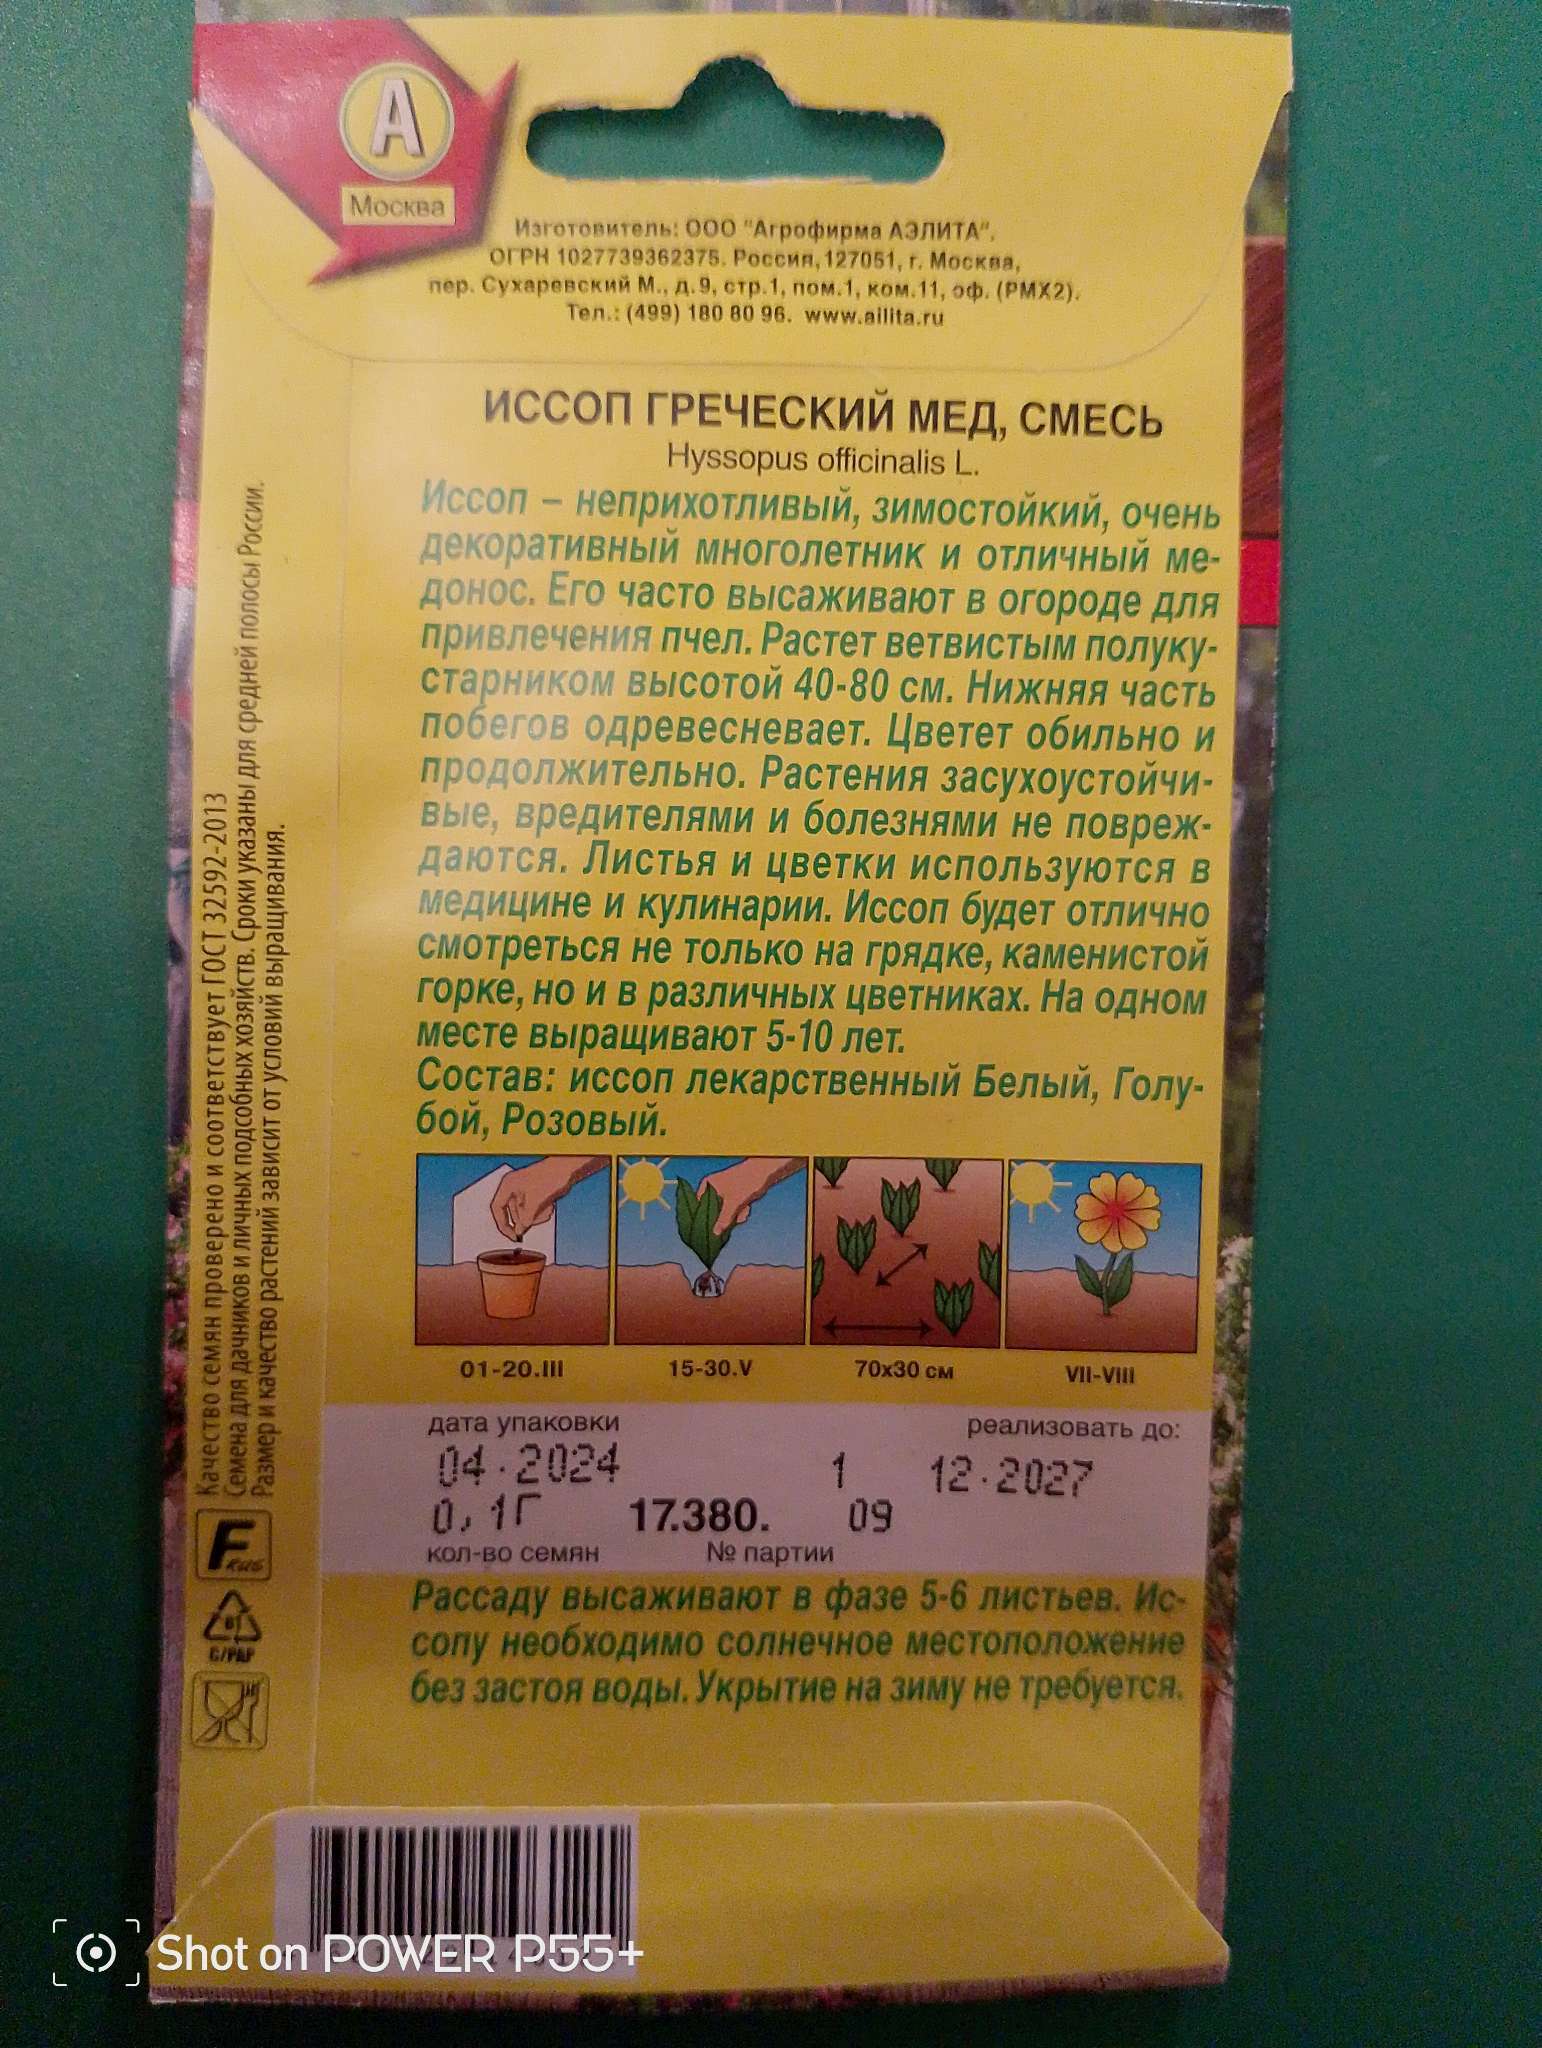 А
Москва
Изготовитель: ООО "Агрофирма АЭЛИТА".
ОГРН 1027739362375. Россия, 127051, г. Москва,
пер. Сухаревский М., д.9, стр.1, пом.1, ком.11, оф. (РМХ2).
Тел.: (499) 180 80 96. www.ailita.ru
ИССОП ГРЕЧЕСКИЙ МЕД, СМЕСЬ
Hyssopus officinalis L.
Иссоп – неприхотливый, зимостойкий, очень
декоративный многолетник и отличный ме-
донос. Его часто высаживают в огороде для
привлечения пчел. Растет ветвистым полуку-
старником высотой 40-80 см. Нижняя часть
побегов одревесневает. Цветет обильно и
продолжительно. Растения засухоустойчи-
вые, вредителями и болезнями не повреж-
даются. Листья и цветки используются в
медицине и кулинарии. Иссоп будет отлично
смотреться не только на грядке, каменистой
горке, но и в различных цветниках. На одном
месте выращивают 5-10 лет.
Состав: иссоп лекарственный Белый, Голу-
бой, Розовый.
01-20.III 15-30.V 70x30 см VII-VIII
дата упаковки реализовать до:
04.2024 1 12.2027
0,1Г 17.380. 09
кол-во семян № партии
Рассаду высаживают в фазе 5-6 листьев. Ис-
сопу необходимо солнечное местоположение
без застоя воды. Укрытие на зиму не требуется.
Качество семян проверено и соответствует ГОСТ 32592-2013
Семена для дачников и личных подсобных хозяйств. Сроки указаны для средней полосы России.
Размер и качество растений зависит от условий выращивания.
F RUS
C/PAP
Shot on POWER P55+